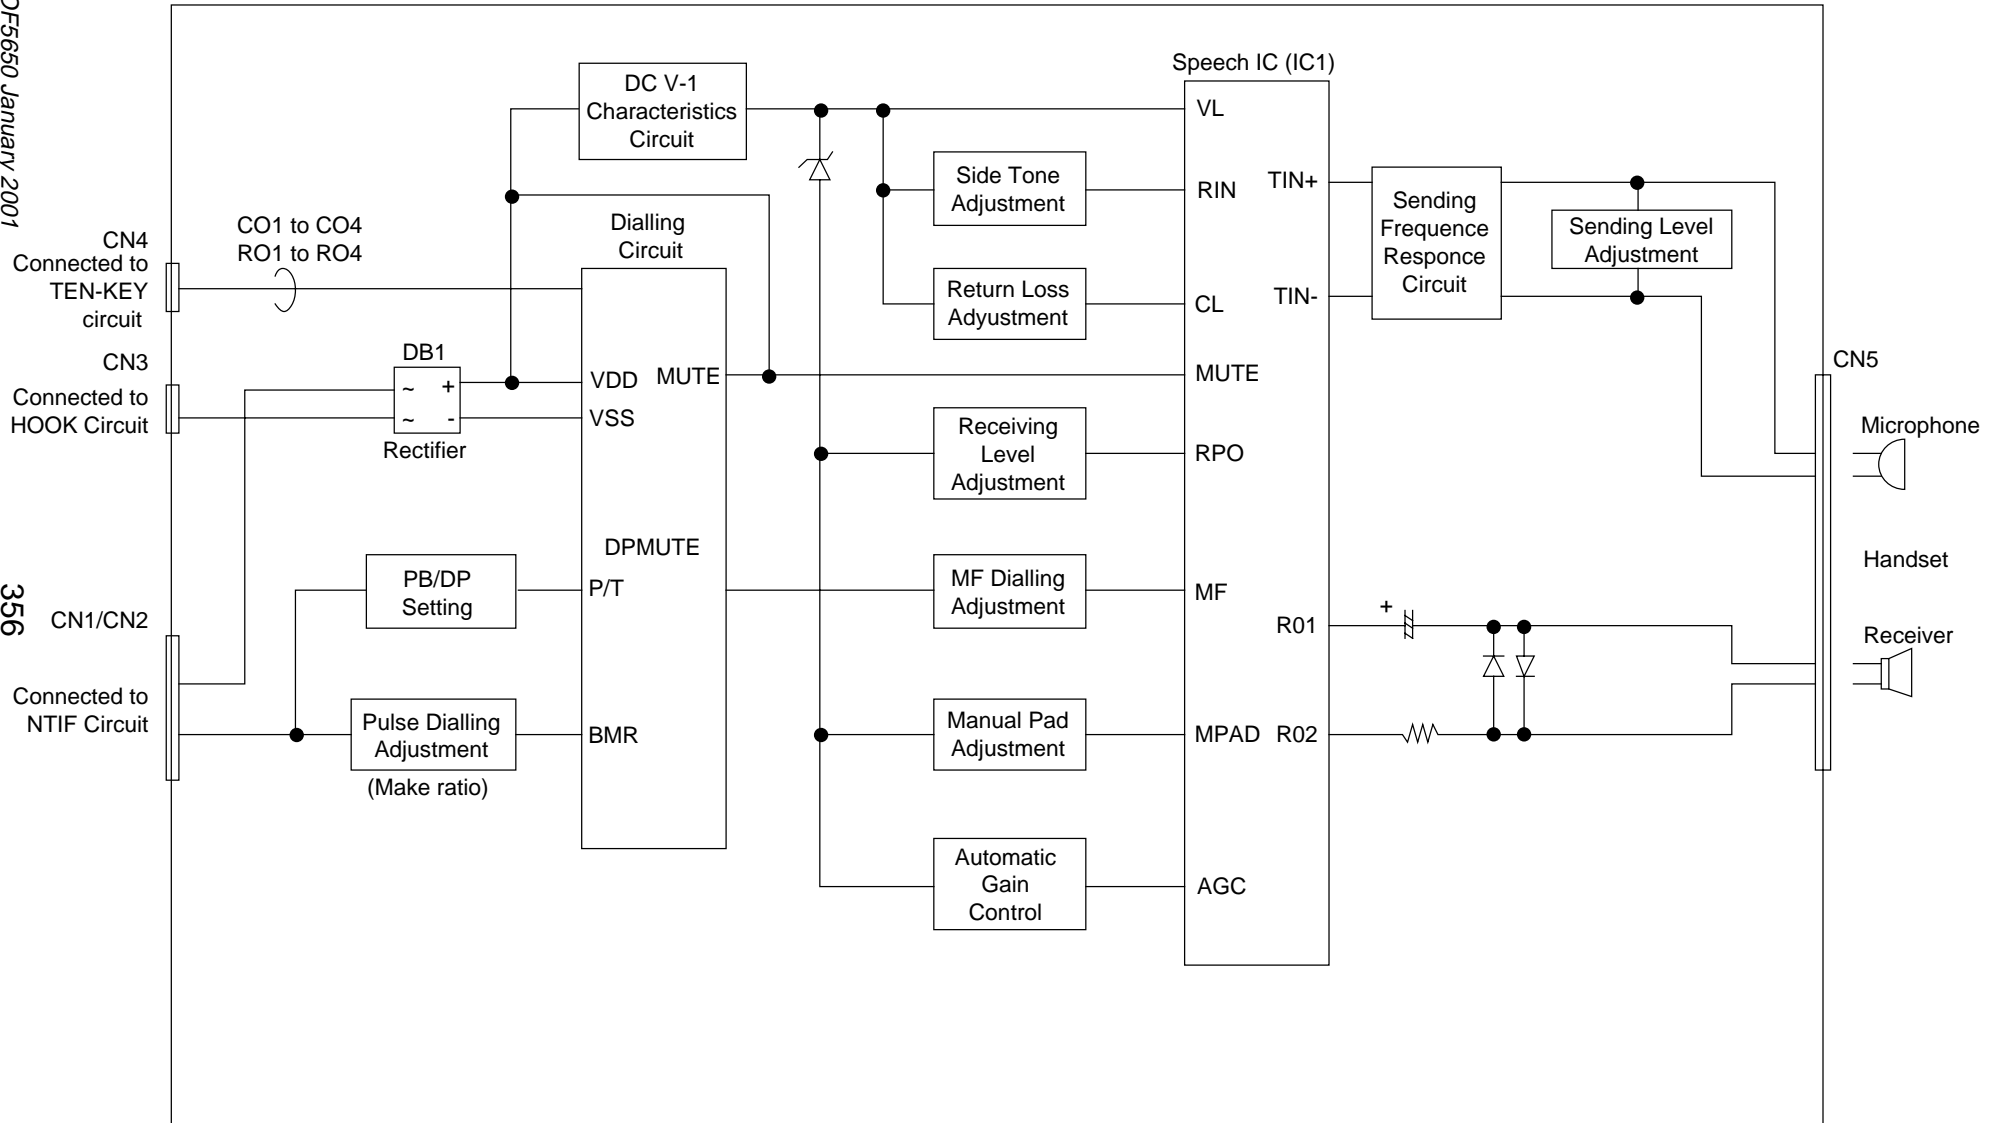 OF5650 January 2001
356
Speech IC (IC1)
DC V-1
Characteristics
Circuit
VL
Side Tone
Adjustment
RIN
TIN+
Sending
Frequence
Responce
Circuit
Sending Level
Adjustment
CO1 to CO4
RO1 to RO4
Dialling
Circuit
CN4
Connected to
TEN-KEY
circuit
Return Loss
Adyustment
CL
TIN-
CN3
Connected to
HOOK Circuit
DB1
~ +
~ -
Rectifier
VDD
MUTE
VSS
MUTE
CN5
Receiving
Level
Adjustment
RPO
Microphone
DPMUTE
PB/DP
Setting
P/T
MF Dialling
Adjustment
MF
Handset
CN1/CN2
Connected to
NTIF Circuit
R01
+
Receiver
Pulse Dialling
Adjustment
(Make ratio)
BMR
Manual Pad
Adjustment
MPAD
R02
Automatic
Gain
Control
AGC